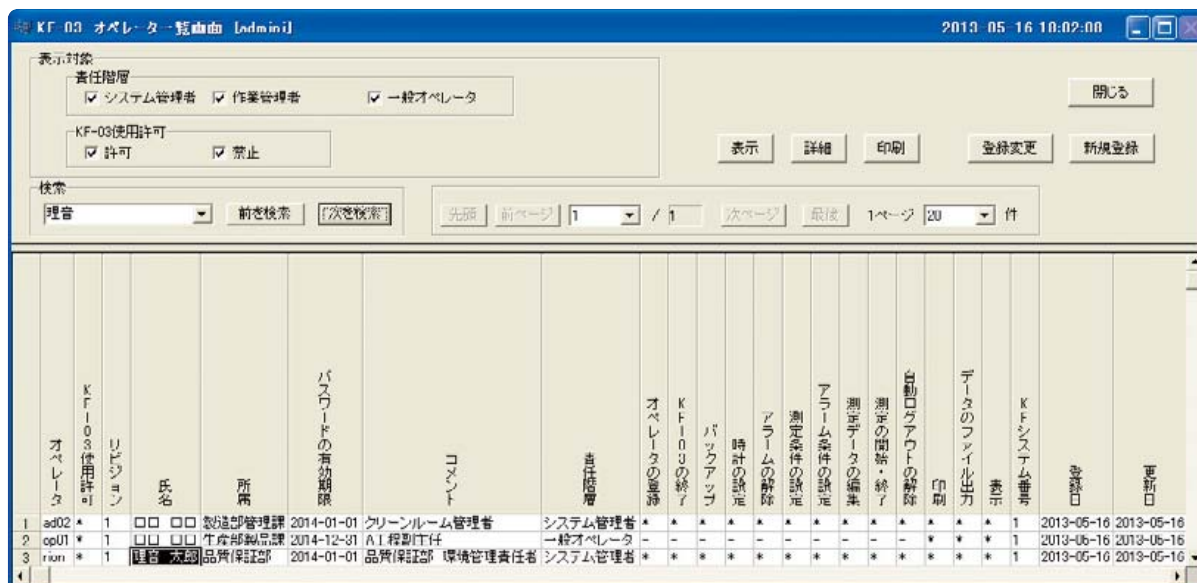 KF-03 オペレーター覧画面 [admini] 2013-05-16 10:02:00
表示対象
責任階層
システム管理者 作業管理者 一般オペレータ
閉じる
KF-03使用許可
許可 禁止
表示 詳細 印刷 登録変更 新規登録
検索
理音 前を検索 次を検索 先頭 前ページ 1 / 1 次ページ 最後 1ページ 20 件
オペレータ
KF-03使用許可
リビジョン
氏名
所属
パスワードの有効期限
コメント
責任階層
オペレータの登録
KF-03の終了
バックアップ
時計の設定
アラームの解除
測定条件の設定
アラーム条件の設定
測定データの編集
測定の開始・終了
自動ログアウトの解除
印刷
データのファイル出力
表示
KFシステム番号
登録日
更新日
1 ad02 * 1 □□ □□ 製造部管理課 2014-01-01 クリーンルーム管理者 システム管理者 * * * * * * * * * * * * * 1 2013-05-16 2013-05-16
2 op01 * 1 □□ □□ 生産部製品課 2014-12-31 A工程副主任 一般オペレータ - - - - - - - - - - * * * 1 2013-05-16 2013-05-16
3 rion * 1 理音 太郎 品質保証部 2014-01-01 品質保証部 環境管理責任者 システム管理者 * * * * * * * * * * * * * 1 2013-05-16 2013-05-16